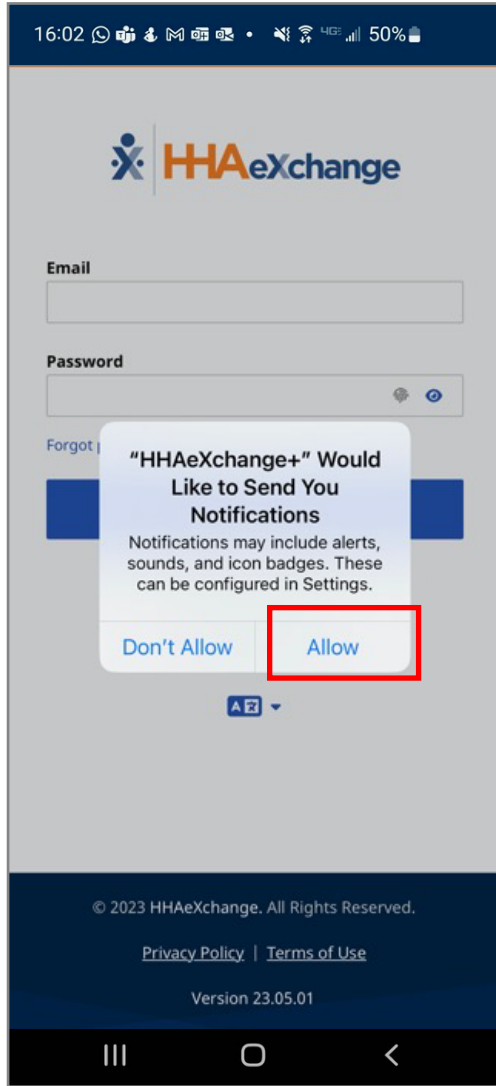 16:02 4GE 50%
HHAeXchange
Email
Password
Forgot
"HHAeXchange+" Would
Like to Send You
Notifications
Notifications may include alerts,
sounds, and icon badges. These
can be configured in Settings.
Don't Allow Allow
A
© 2023 HHAeXchange. All Rights Reserved.
Privacy Policy | Terms of Use
Version 23.05.01